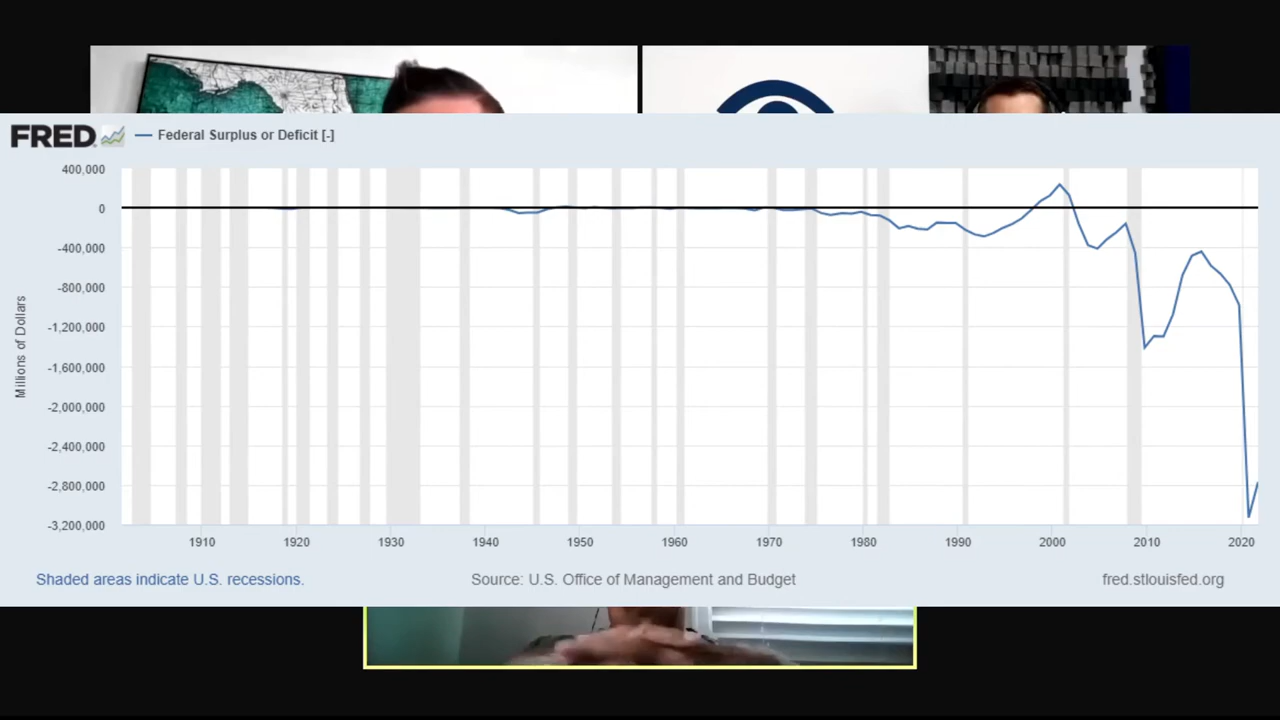 FRED
Federal Surplus or Deficit [-]
Millions of Dollars
400,000
0
-400,000
-800,000
-1,200,000
-1,600,000
-2,000,000
-2,400,000
-2,800,000
-3,200,000
1910 1920 1930 1940 1950 1960 1970 1980 1990 2000 2010 2020
Shaded areas indicate U.S. recessions. Source: U.S. Office of Management and Budget fred.stlouisfed.org